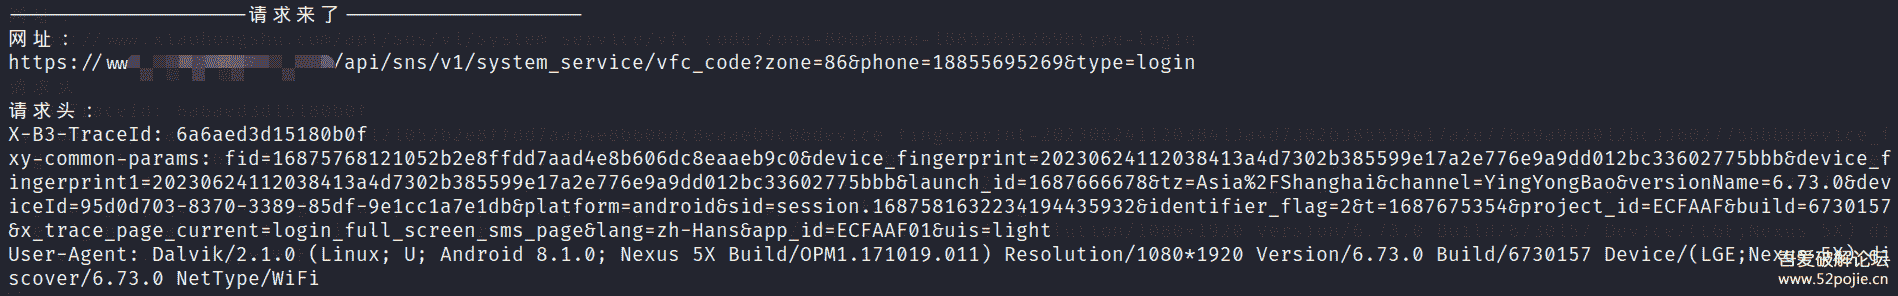 ————————————————————请求来了————————————————————
网址：
https://ww/api/sns/v1/system_service/vfc_code?zone=86&phone=18855695269&type=login
请求头：
X-B3-TraceId: 6a6aed3d15180b0f
xy-common-params: fid=16875768121052b2e8ffdd7aad4e8b606dc8eaaeb9c0&device_fingerprint=20230624112038413a4d7302b385599e17a2e776e9a9dd012bc33602775bbb&device_f
ingerprint1=20230624112038413a4d7302b385599e17a2e776e9a9dd012bc33602775bbb&launch_id=1687666678&tz=Asia%2FShanghai&channel=YingYongBao&versionName=6.73.0&dev
iceId=95d0d703-8370-3389-85df-9e1cc1a7e1db&platform=android&sid=session.1687581632234194435932&identifier_flag=2&t=1687675354&project_id=ECFAAF&build=6730157
&x_trace_page_current=login_full_screen_sms_page&lang=zh-Hans&app_id=ECFAAF01&uis=light
User-Agent: Dalvik/2.1.0 (Linux; U; Android 8.1.0; Nexus 5X Build/OPM1.171019.011) Resolution/1080*1920 Version/6.73.0 Build/6730157 Device/(LGE;Nexus 5X) di
scover/6.73.0 NetType/WiFi
吾爱破解论坛
www.52pojie.cn